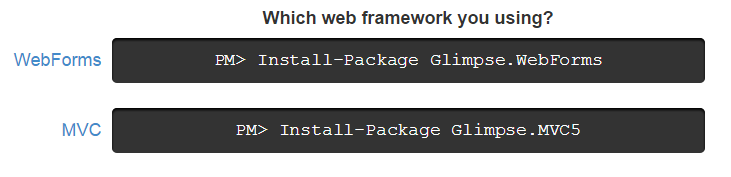 Which web framework you using?
WebForms PM> Install-Package Glimpse.WebForms
MVC PM> Install-Package Glimpse.MVC5